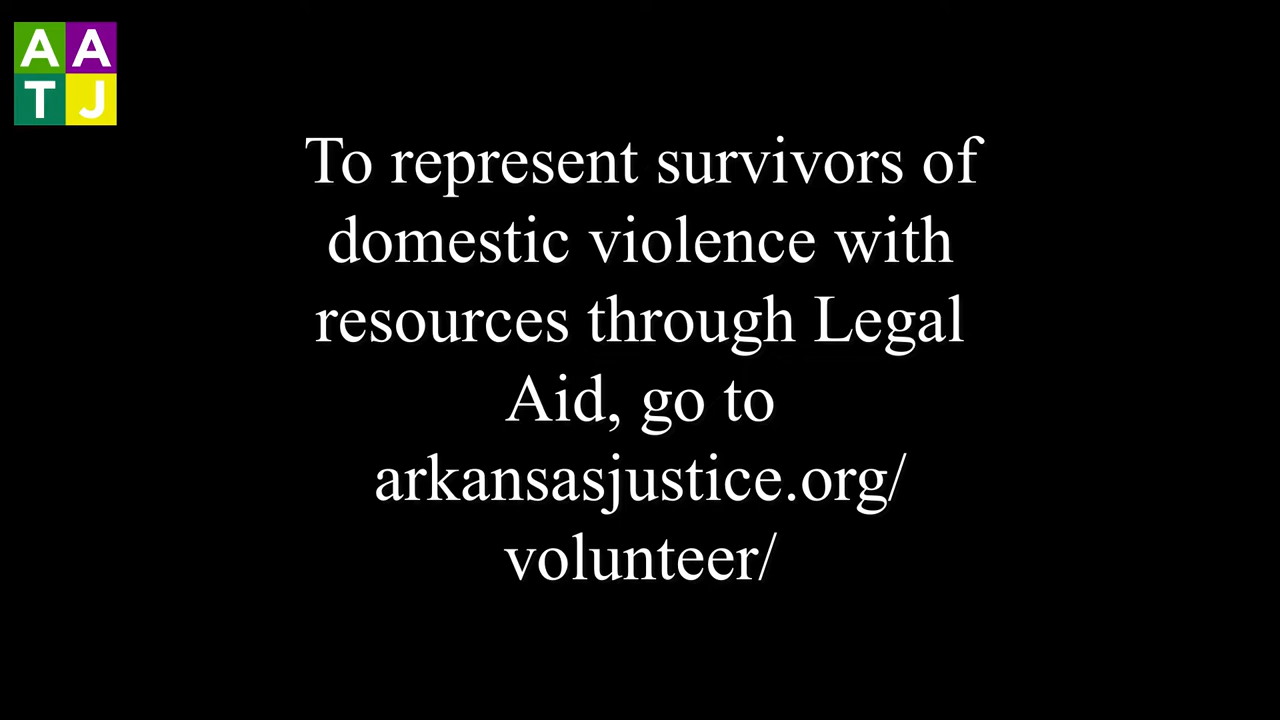 AA
TJ
To represent survivors of
domestic violence with
resources through Legal
Aid, go to
arkansasjustice.org/
volunteer/